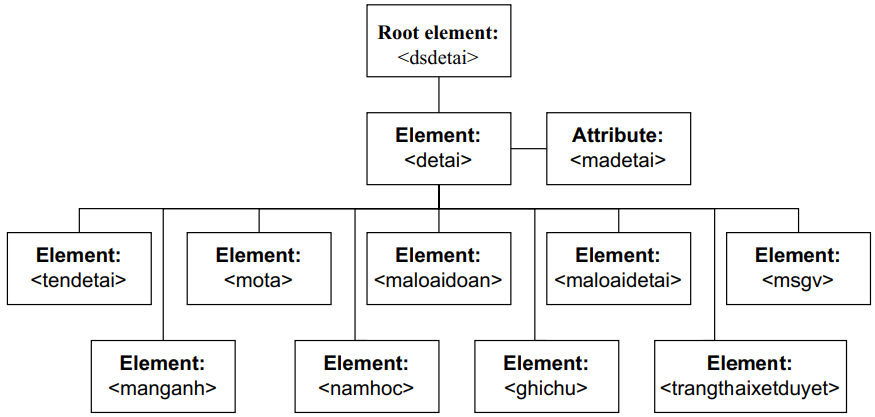 Root element:
<dsdetai>
Element:
<detai>
Attribute:
<madetai>
Element:
<tendetai>
Element:
<mota>
Element:
<maloaidoan>
Element:
<maloaidetai>
Element:
<msgv>
Element:
<manganh>
Element:
<namhoc>
Element:
<ghichu>
Element:
<trangthaixetduyet>